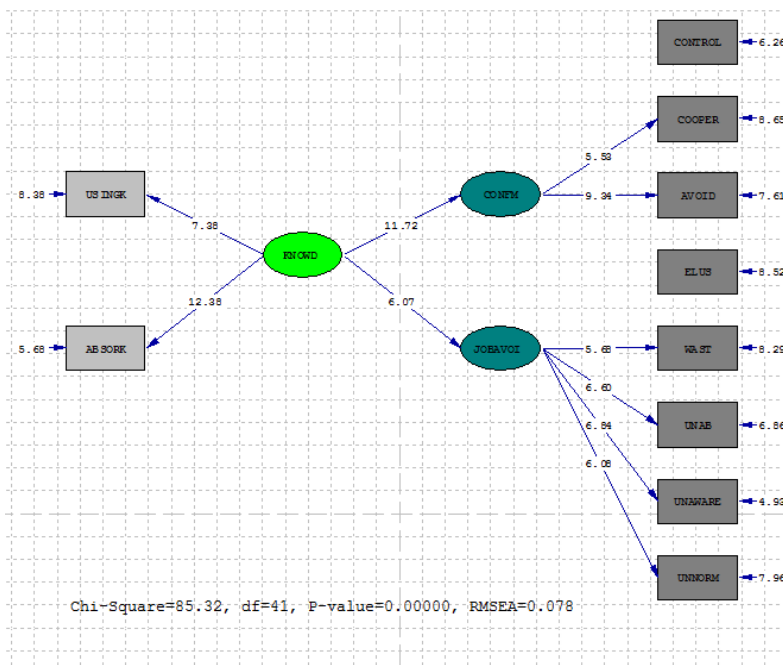 CONTROL
6.26
COOPER
8.65
5.53
USINGK
8.38
7.38
CONFM
11.72
9.34
AVOID
7.61
KNOWD
ELUS
8.52
12.38
6.07
ABSORK
5.68
JOBAVOI
5.68
WAST
8.29
6.60
UNAB
6.86
6.84
6.08
UNAWARE
4.93
UNNORM
7.96
Chi-Square=85.32, df=41, P-value=0.00000, RMSEA=0.078